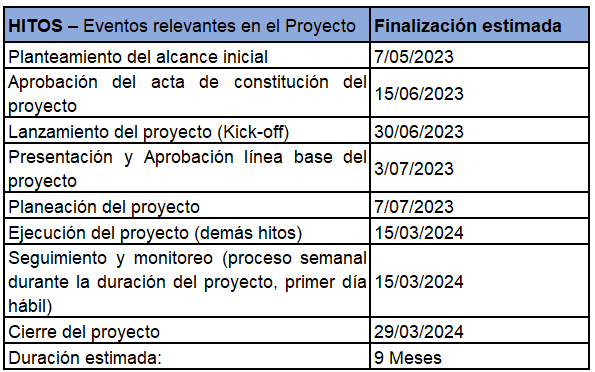 HITOS – Eventos relevantes en el Proyecto Finalización estimada
Planteamiento del alcance inicial 7/05/2023
Aprobación del acta de constitución del
proyecto 15/06/2023
Lanzamiento del proyecto (Kick-off) 30/06/2023
Presentación y Aprobación línea base del
proyecto 3/07/2023
Planeación del proyecto 7/07/2023
Ejecución del proyecto (demás hitos) 15/03/2024
Seguimiento y monitoreo (proceso semanal
durante la duración del proyecto, primer día
hábil) 15/03/2024
Cierre del proyecto 29/03/2024
Duración estimada: 9 Meses